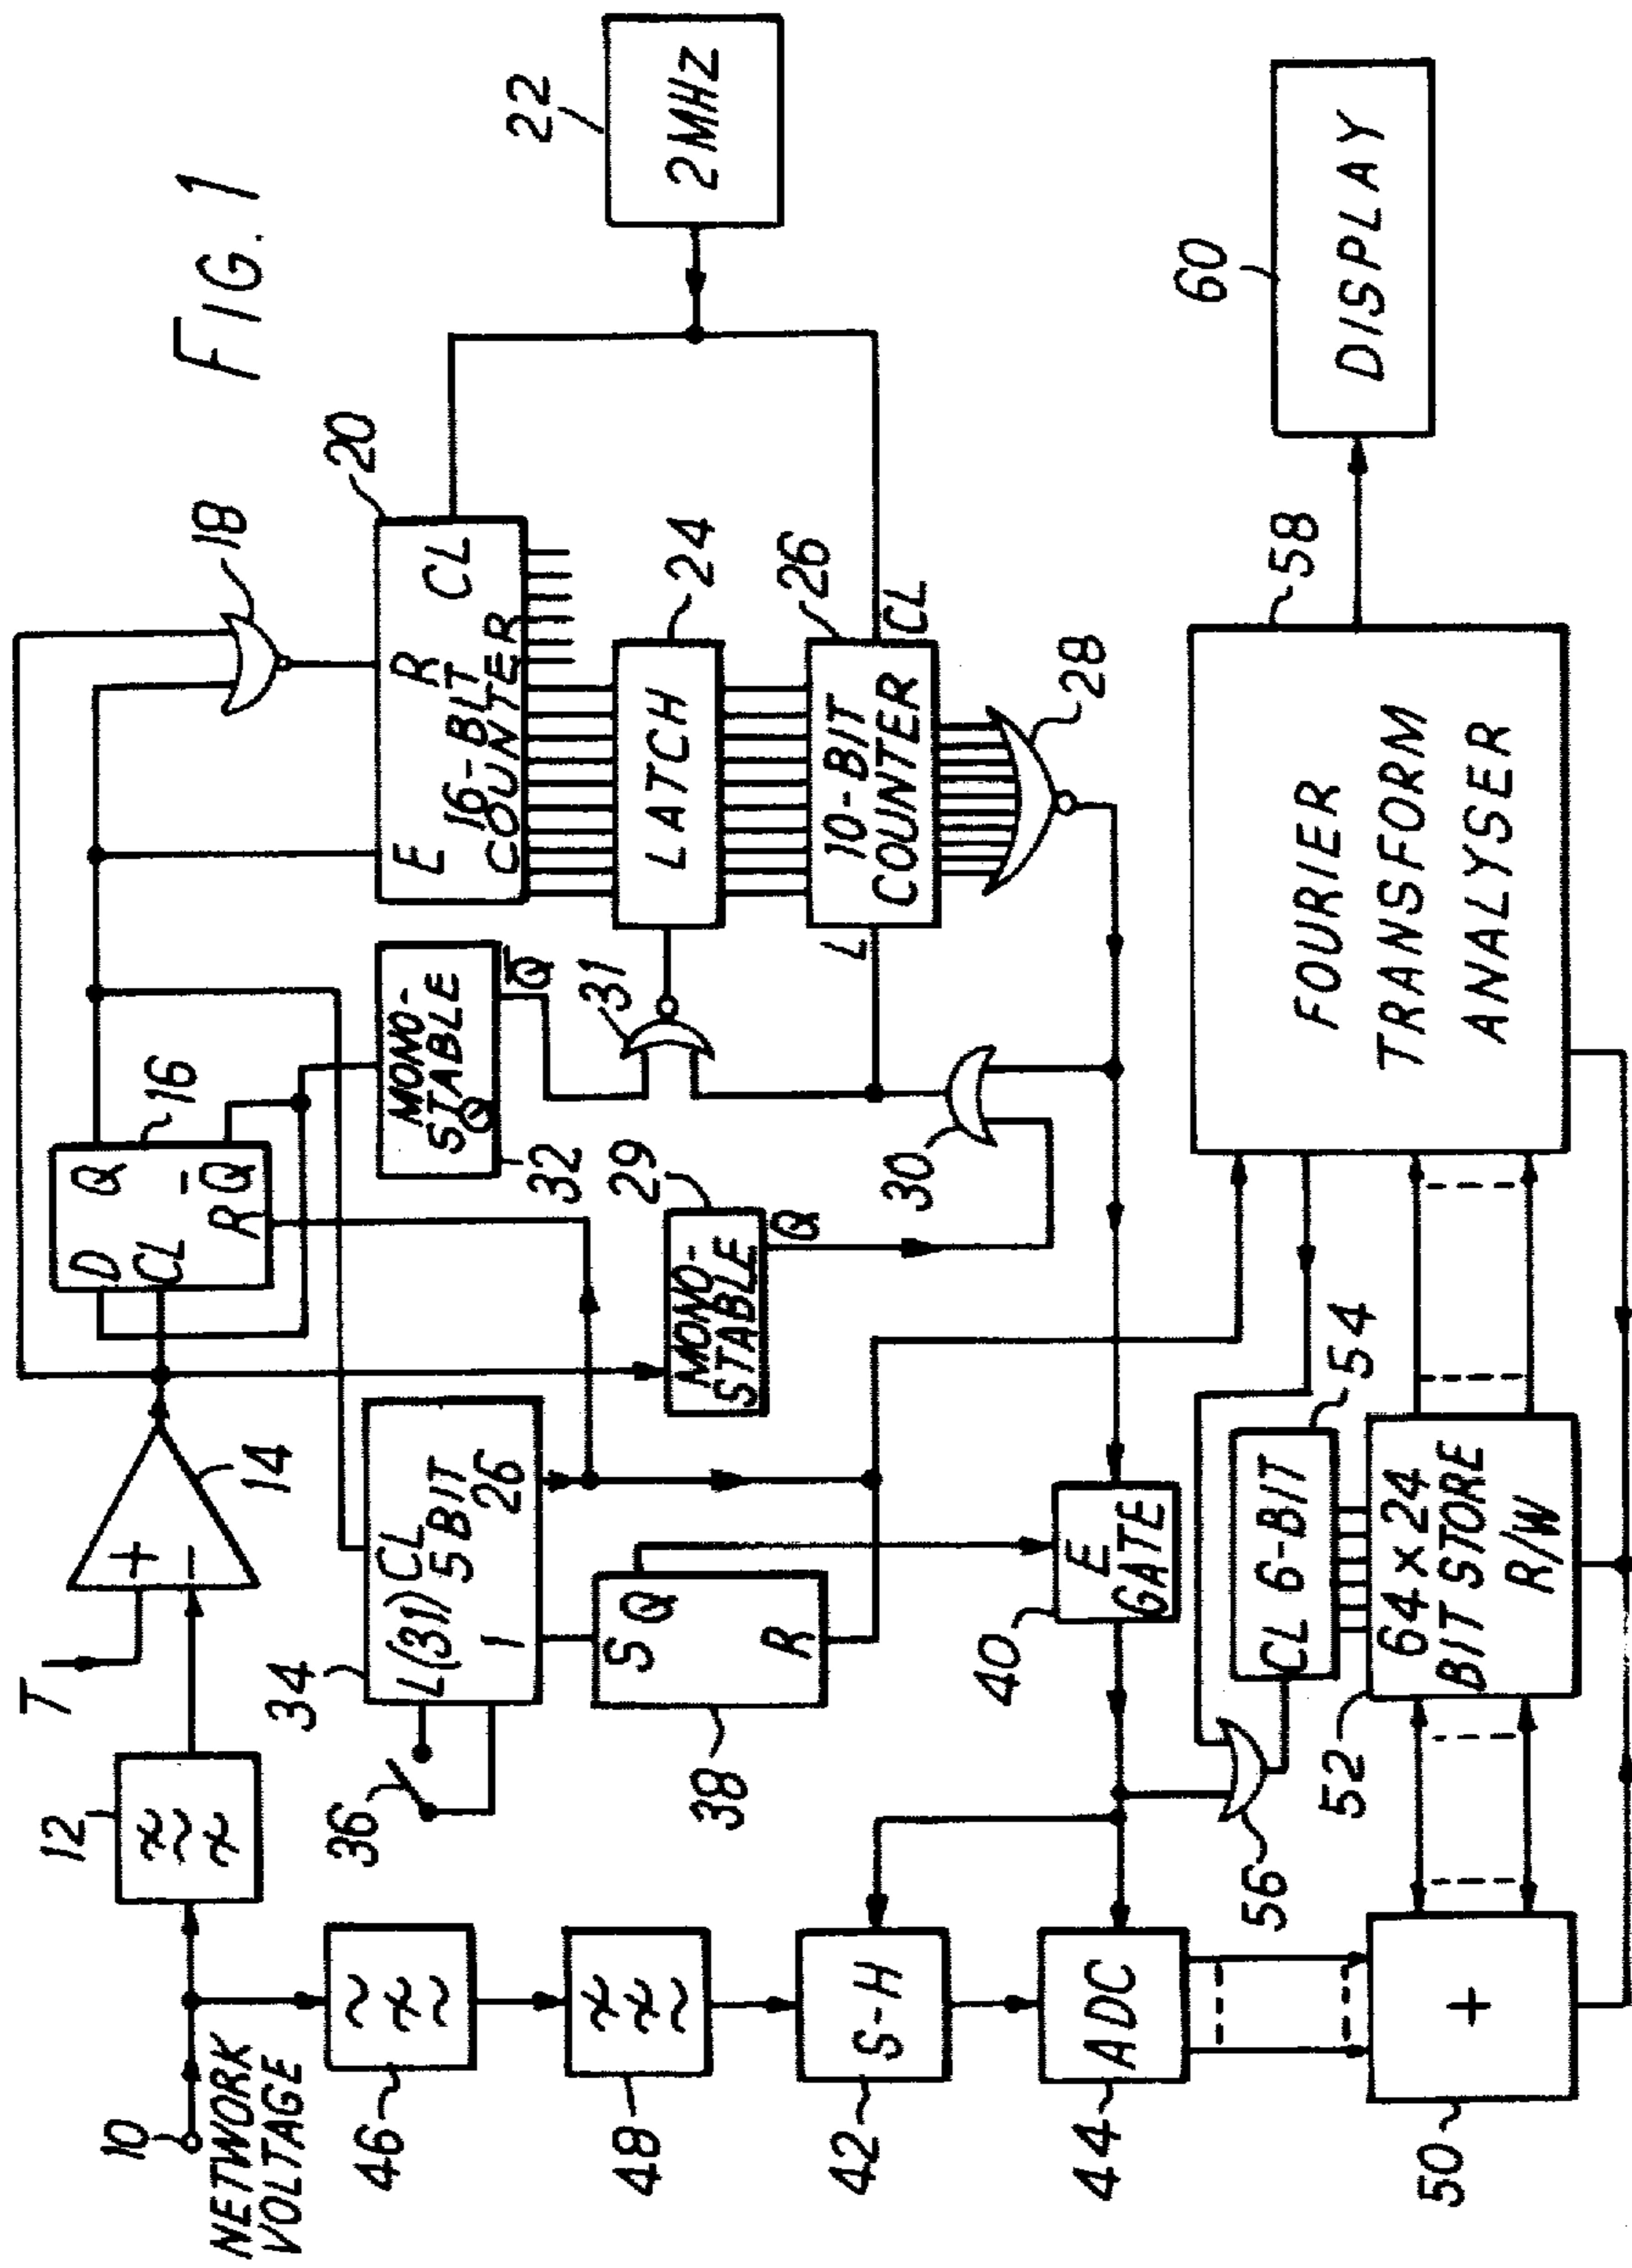 FIG. 1
10
NETWORK
VOLTAGE
12
T
+
−
14
D
Q
CL
Q
R
16
18
20
E
R
CL
16-BIT
COUNTER
22
2MHz
24
LATCH
26
10-BIT
COUNTER
L
CL
28
MONO-
STABLE
Q
29
30
31
MONO-
STABLE
Q
Q
32
34
L(31)
CL
5 BIT
1
26
36
38
S
Q
R
40
E
GATE
46
48
42
S-H
44
ADC
50
+
52
64 x 24
BIT STORE
R/W
54
CL 6-BIT
56
58
FOURIER
TRANSFORM
ANALYSER
60
DISPLAY